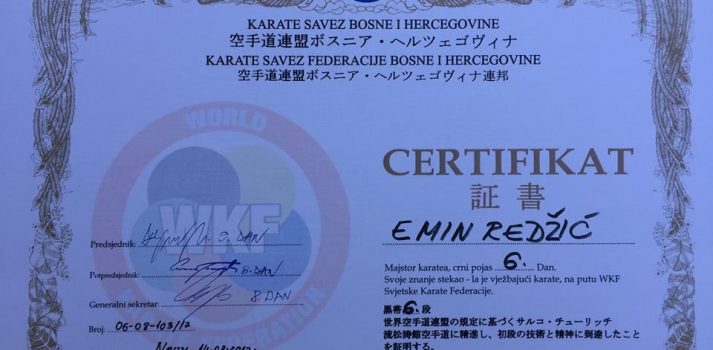 KARATE SAVEZ BOSNE I HERCEGOVINE
空手道連盟ボスニア・ヘルツェゴヴィナ
KARATE SAVEZ FEDERACIJE BOSNE I HERCEGOVINE
空手道連盟ボスニア・ヘルツェゴヴィナ連邦
WORLD
WKF
CERTIFIKAT
証書
EMIN REDŽIĆ
Majstor karatea, crni pojas 6. Dan.
Svoje znanje stekao - la je vježbajući karate, na putu WKF
Svjetske Karate Federacije.
黒帯 6. 段
世界空手道連盟の規定に基づくサルコ・チューリッチ
流松濤館空手道に精進し、初段の技術と精神に到達したこと
を証明する。
Predsjednik: 9. DAN
Potpredsjednik: 8. DAN
Generalni sekretar: 8 DAN
Broj: 06-08-103/17